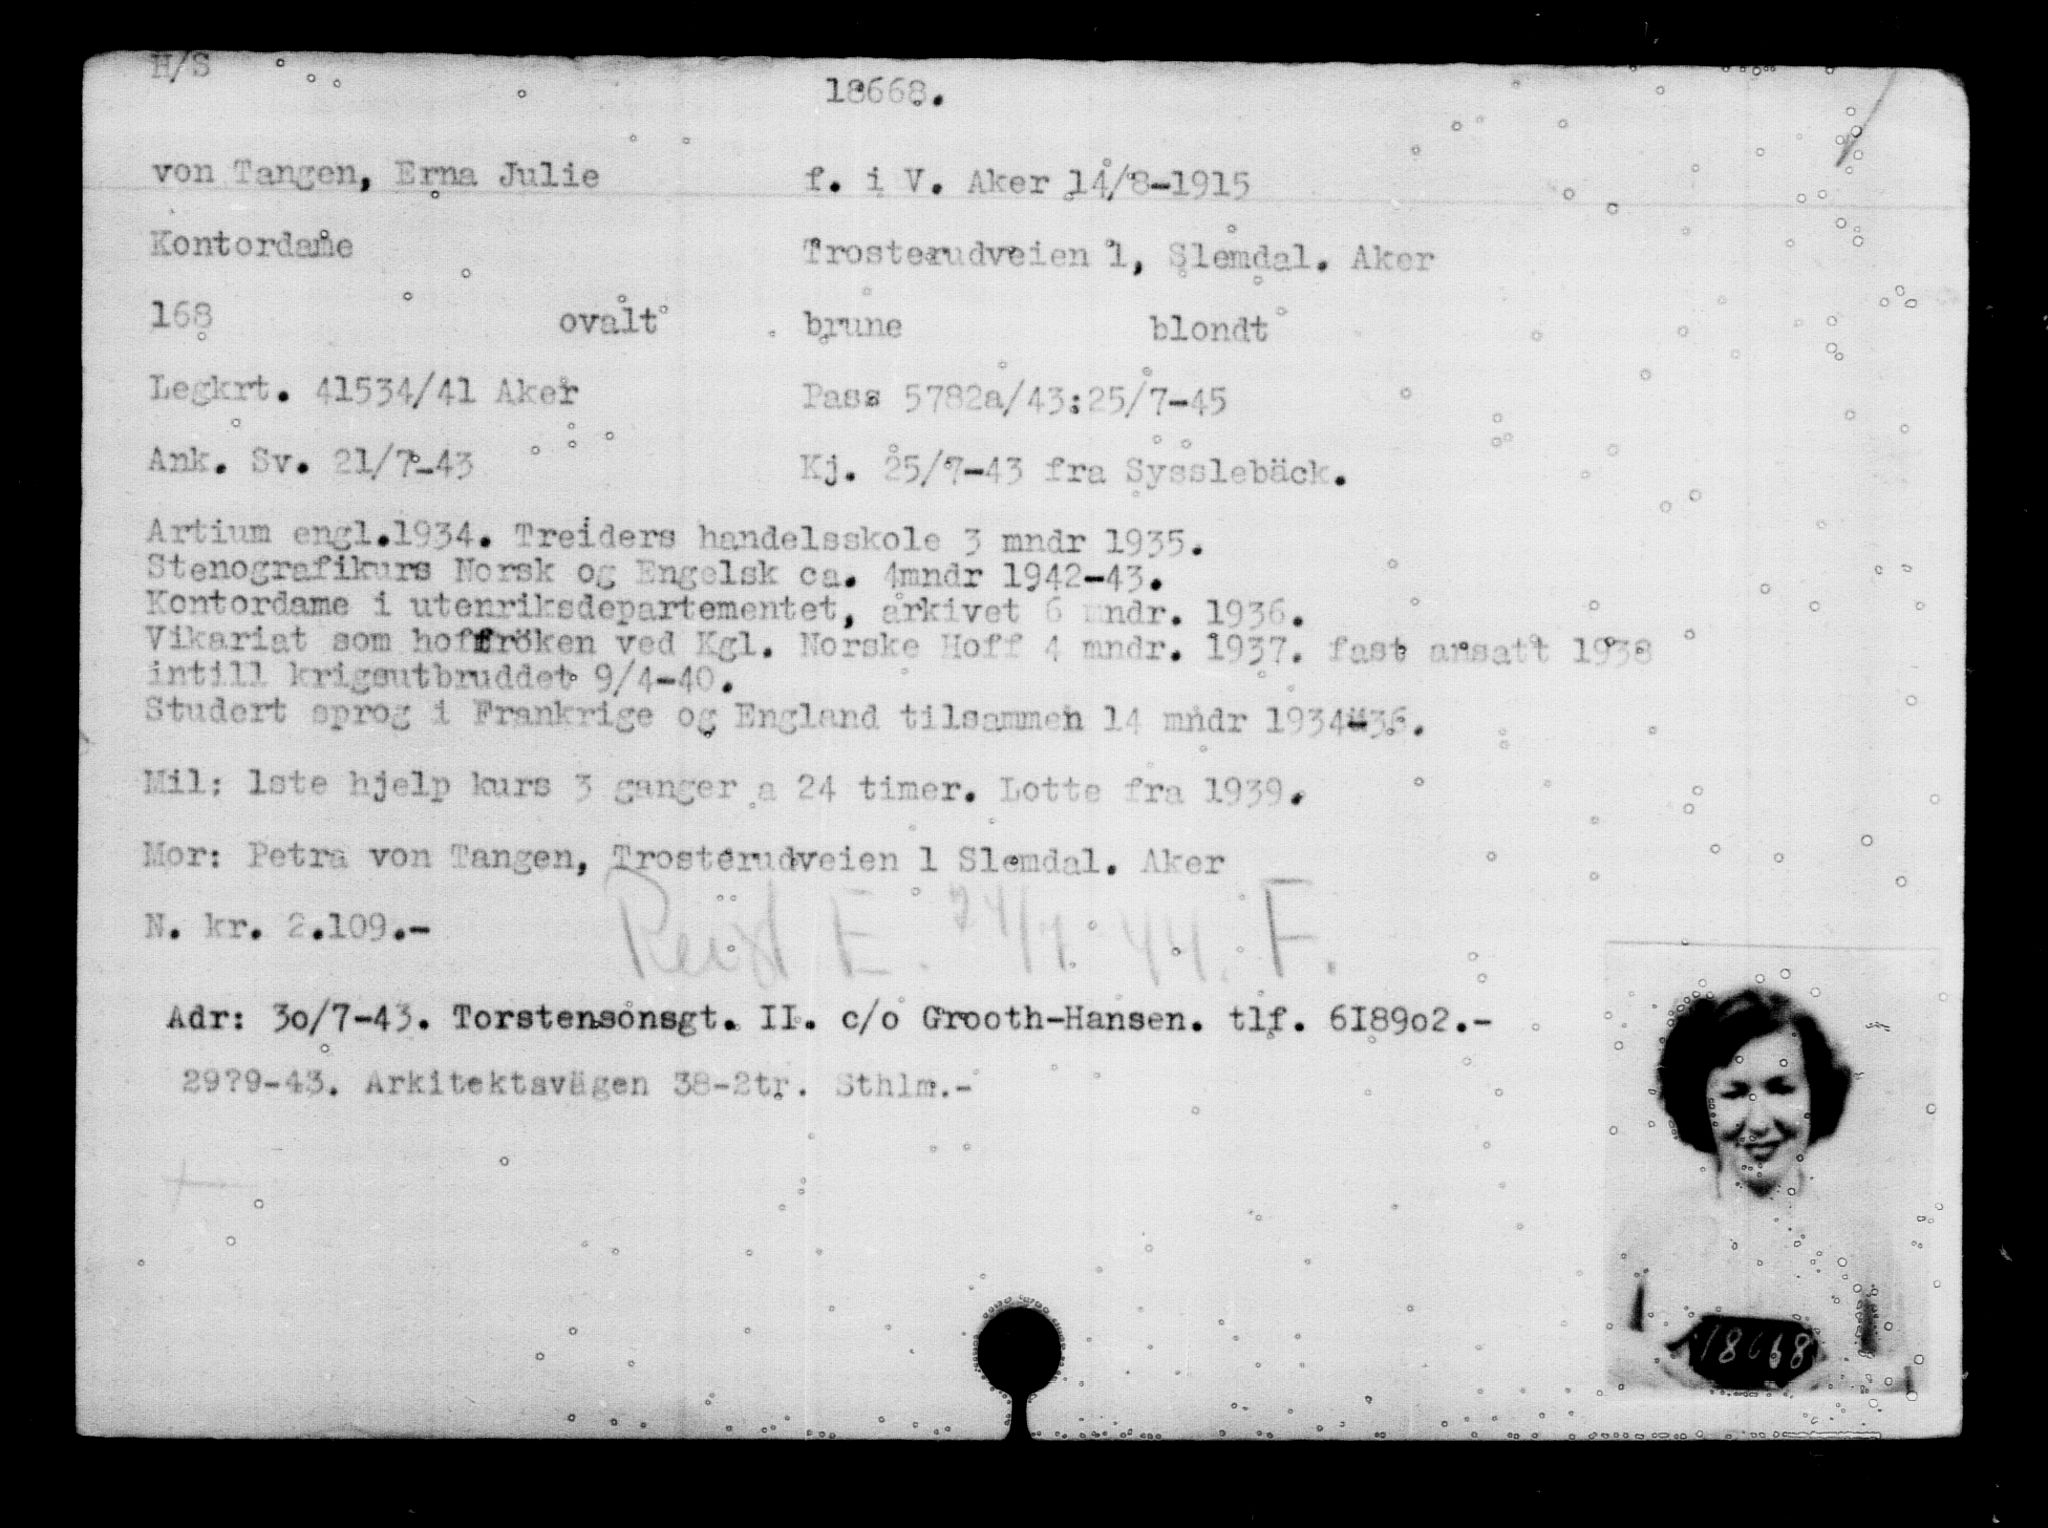 H/S
18668.
von Tangen, Erna Julie f. i V. Aker 14/8-1915
Kontordame Trosterudveien 1, Slemdal. Aker
168 ovalt brune blondt
Legkrt. 41534/41 Aker Pass 5782a/43:25/7-45
Ank. Sv. 21/7-43 Kj. 25/7-43 fra Sysslebäck.
Artium engl.1934. Treiders handelsskole 3 mndr 1935.
Stenografikurs Norsk og Engelsk ca. 4mndr 1942-43.
Kontordame i utenriksdepartementet, arkivet 6 mndr. 1936.
Vikariat som hoffröken ved Kgl. Norske Hoff 4 mndr. 1937. fast ansatt 1938
intill krigsutbruddet 9/4-40.
Studert sprog i Frankrige og England tilsammen 14 mndr 1934-36.
Mil: 1ste hjelp kurs 3 ganger a 24 timer. Lotte fra 1939.
Mor: Petra von Tangen, Trosterudveien 1 Slemdal. Aker
N. kr. 2.109.-
Reist E. 24/1. 44. F.
Adr: 3o/7-43. Torstensonsgt. II. c/o Grooth-Hansen. tlf. 6I89o2.-
29?9-43. Arkitektsvägen 38-2tr. Sthlm.-
18668